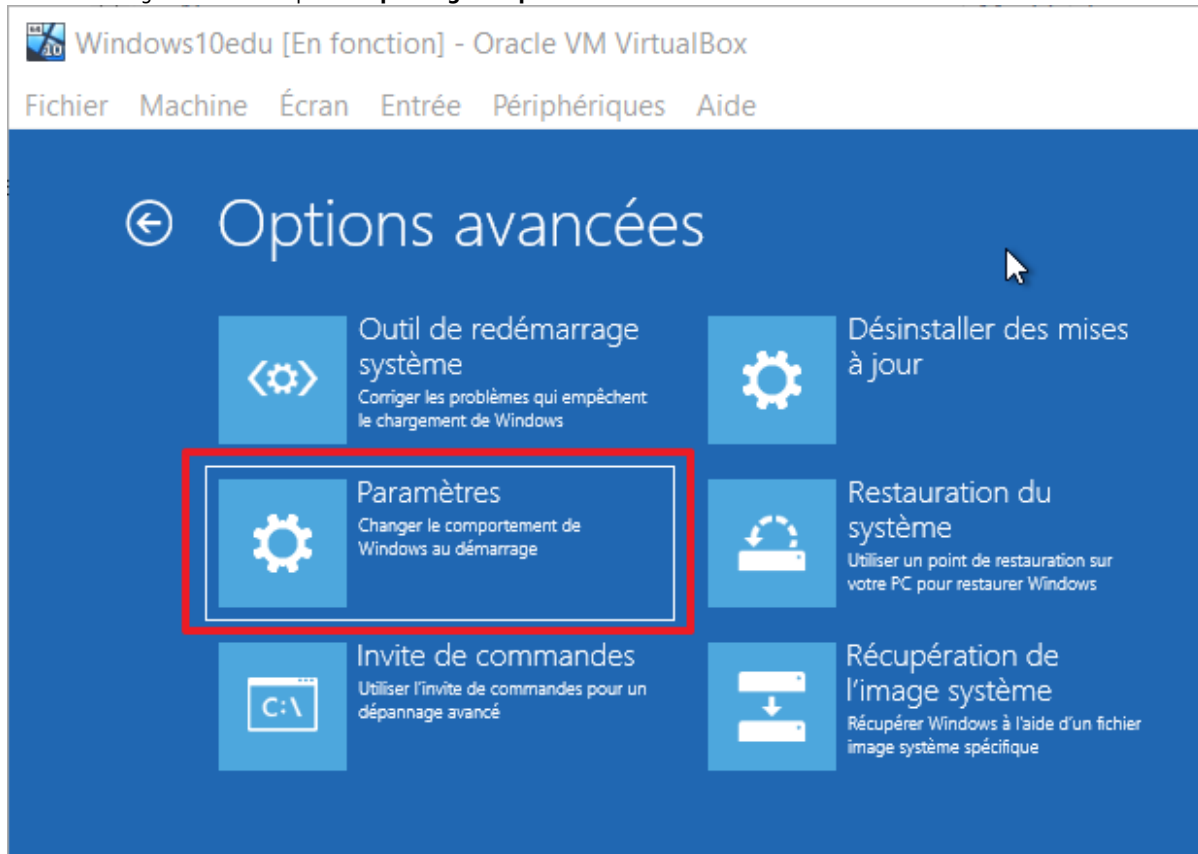 Windows10edu [En fonction] - Oracle VM VirtualBox
Fichier Machine Écran Entrée Périphériques Aide
Options avancées
Outil de redémarrage
système
Corriger les problèmes qui empêchent
le chargement de Windows
Désinstaller des mises
à jour
Paramètres
Changer le comportement de
Windows au démarrage
Restauration du
système
Utiliser un point de restauration sur
votre PC pour restaurer Windows
Invite de commandes
Utiliser l'invite de commandes pour un
dépannage avancé
C:\
Récupération de
l'image système
Récupérer Windows à l'aide d'un fichier
image système spécifique